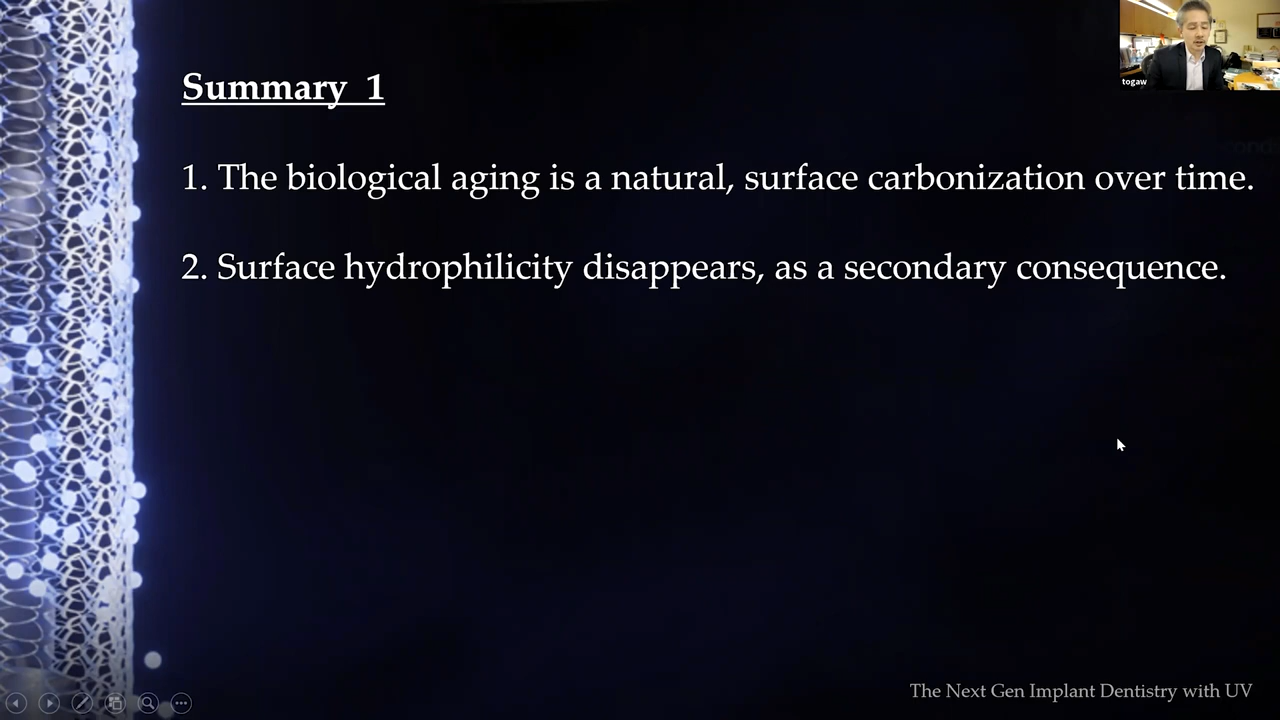 togaw
Summary 1
1. The biological aging is a natural, surface carbonization over time.
2. Surface hydrophilicity disappears, as a secondary consequence.
The Next Gen Implant Dentistry with UV